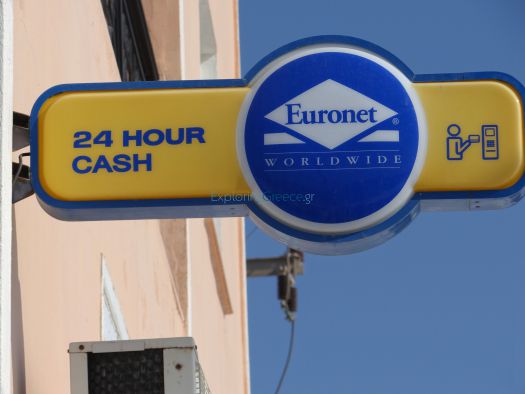 24 HOUR
CASH
Euronet®
WORLDWIDE
ExploringGreece.gr